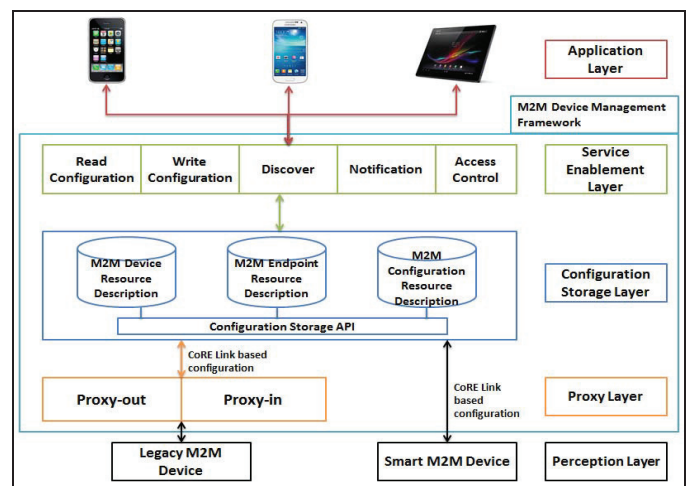 Application
Layer
M2M Device Management
Framework
Read
Configuration
Write
Configuration
Discover
Notification
Access
Control
Service
Enablement
Layer
M2M Device
Resource
Description
M2M Endpoint
Resource
Description
M2M
Configuration
Resource
Description
Configuration Storage API
Configuration
Storage Layer
CoRE Link based
configuration
CoRE Link
based
configuration
Proxy-out
Proxy-in
Proxy Layer
Legacy M2M
Device
Smart M2M Device
Perception Layer